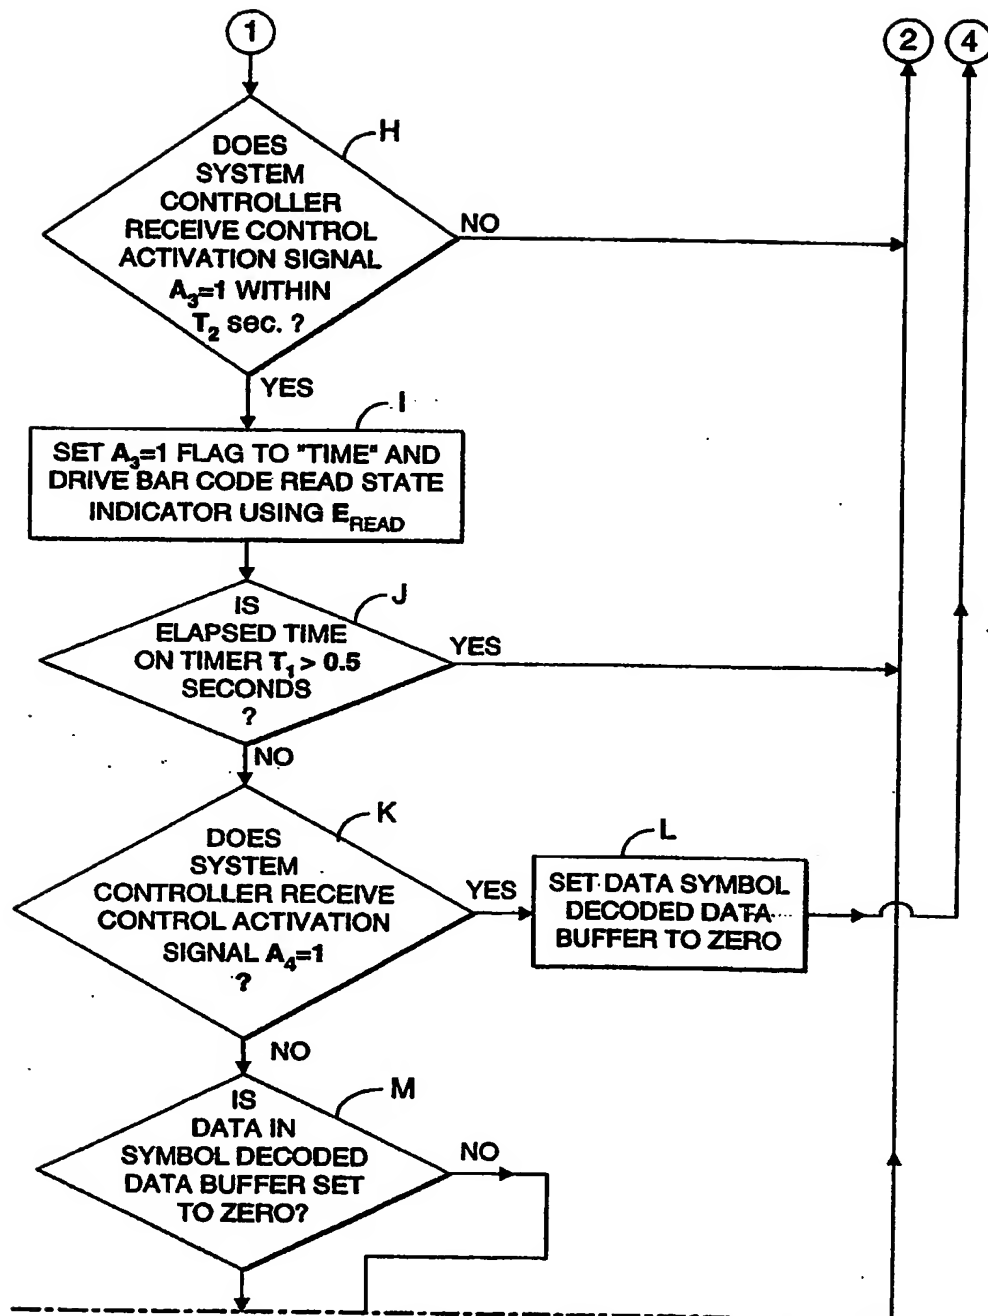 1
2
4
H
DOES
SYSTEM
CONTROLLER
RECEIVE CONTROL
ACTIVATION SIGNAL
A₃=1 WITHIN
T₂ sec. ?
NO
YES
I
SET A₃=1 FLAG TO "TIME" AND
DRIVE BAR CODE READ STATE
INDICATOR USING E_READ
J
IS
ELAPSED TIME
ON TIMER T₁ > 0.5
SECONDS
?
YES
NO
K
DOES
SYSTEM
CONTROLLER RECEIVE
CONTROL ACTIVATION
SIGNAL A₄=1
?
YES
L
SET DATA SYMBOL
DECODED DATA
BUFFER TO ZERO
NO
M
IS
DATA IN
SYMBOL DECODED
DATA BUFFER SET
TO ZERO?
NO